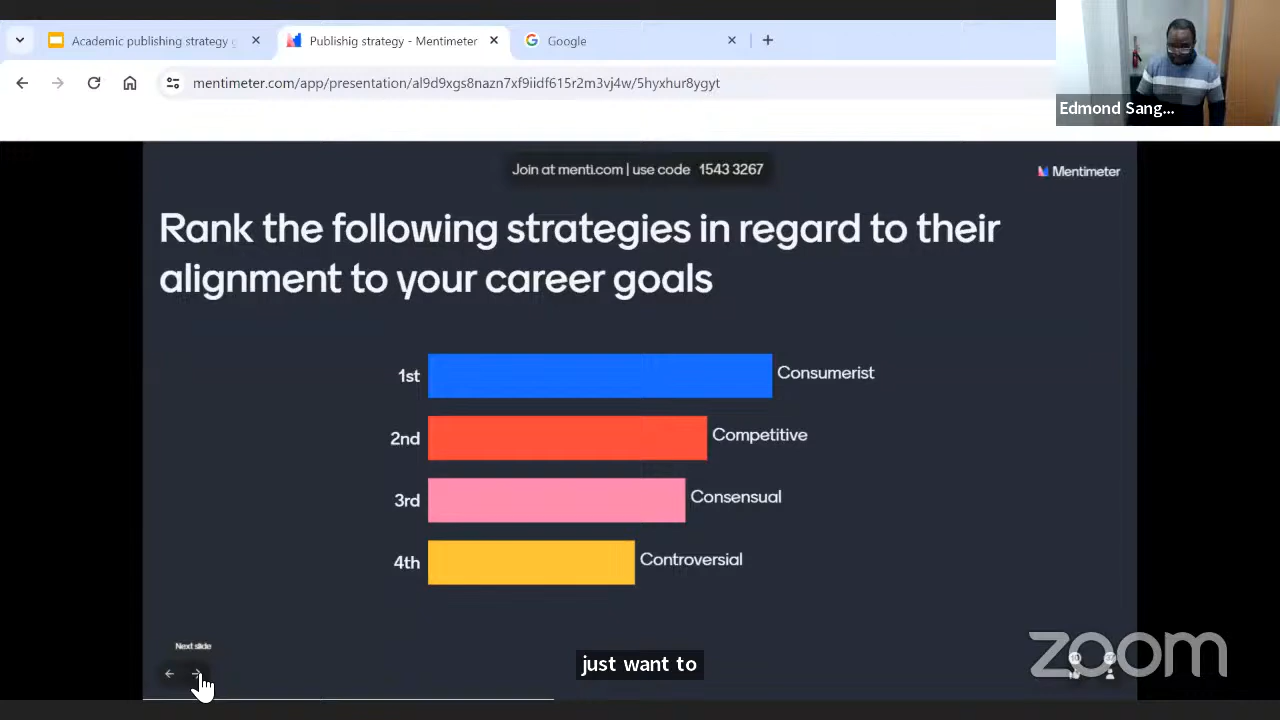 Academic publishing strategy g
Publishig strategy - Mentimeter
Google
mentimeter.com/app/presentation/al9d9xgs8nazn7xf9iidf615r2m3vj4w/5hyxhur8ygyt
Edmond Sang...
Join at menti.com | use code 1543 3267
Mentimeter
Rank the following strategies in regard to their
alignment to your career goals
1st Consumerist
2nd Competitive
3rd Consensual
4th Controversial
Next slide
just want to
zoom